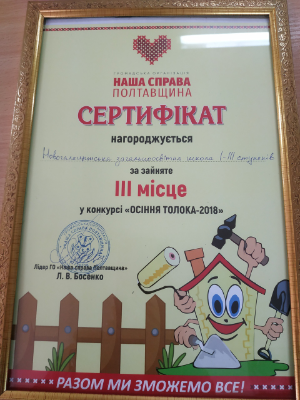 ГРОМАДСЬКА ОРГАНІЗАЦІЯ
НАША СПРАВА
ПОЛТАВЩИНА
СЕРТИФІКАТ
нагороджується
загальноосвітня школа І-ІІІ ступенів
за зайняте
ІІІ місце
у конкурсі «ОСІННЯ ТОЛОКА-2018»
Лідер ГО «Наша справа Полтавщина»
Л. В. Босенко
РАЗОМ МИ ЗМОЖЕМО ВСЕ!